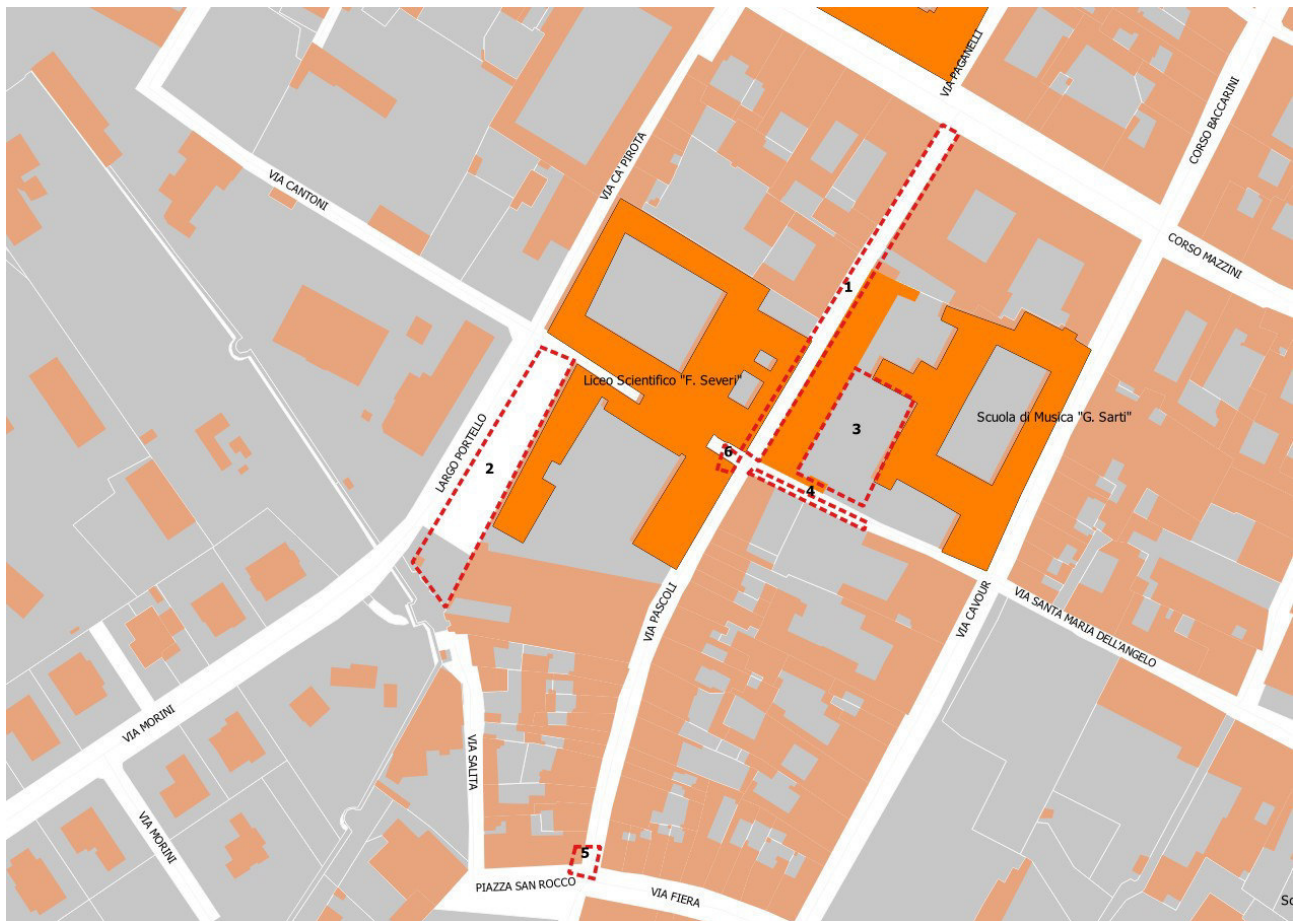 VIA PAGANELLI
CORSO BACCARINI
VIA CA' PIROTA
VIA CANTONI
CORSO MAZZINI
1
Liceo Scientifico "F. Severi"
Scuola di Musica "G. Sarti"
3
LARGO PORTELLO
2
6
4
VIA PASCOLI
VIA CAVOUR
VIA SANTA MARIA DELL'ANGELO
VIA MORINI
VIA SALITA
VIA MORINI
5
PIAZZA SAN ROCCO
VIA FIERA
Sc